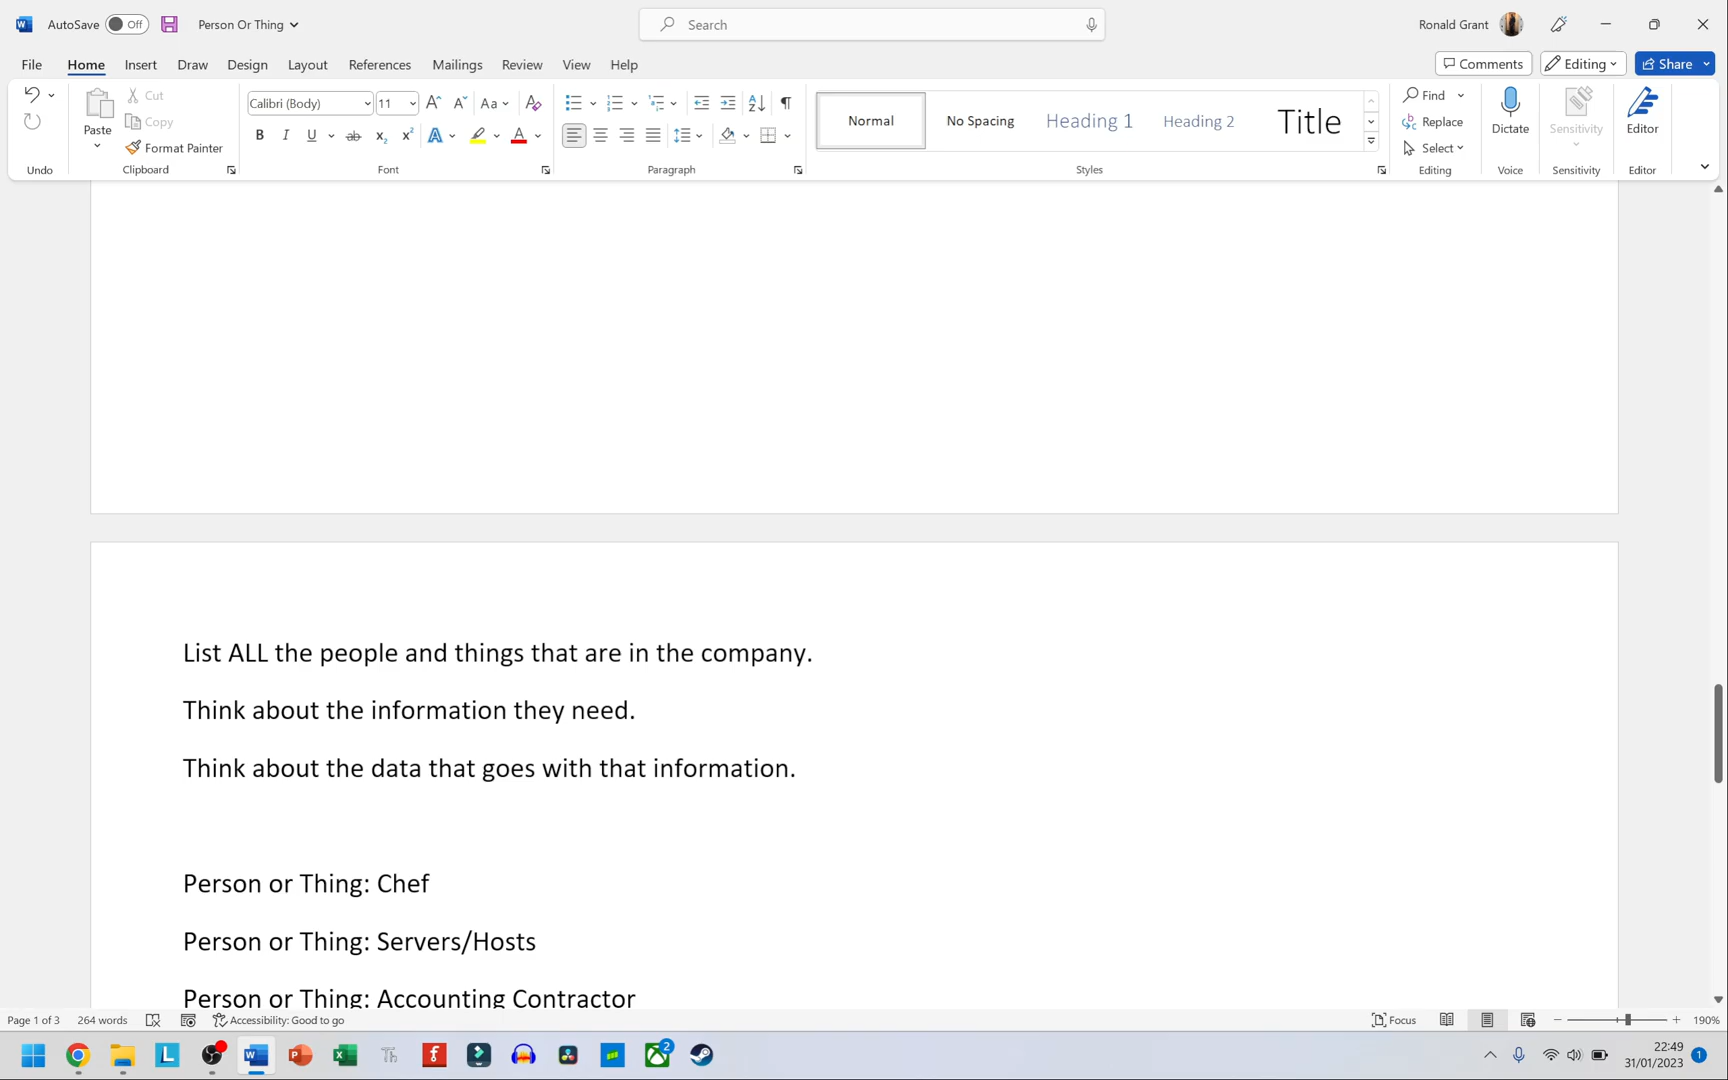 AutoSave Off Person Or Thing Search Ronald Grant
File Home Insert Draw Design Layout References Mailings Review View Help Comments Editing Share
Paste Cut Copy Format Painter
Calibri (Body) 11 Aa
Normal No Spacing Heading 1 Heading 2 Title
Find Replace Select
Dictate Sensitivity Editor
Undo Clipboard Font Paragraph Styles Editing Voice Sensitivity Editor
List ALL the people and things that are in the company.
Think about the information they need.
Think about the data that goes with that information.
Person or Thing: Chef
Person or Thing: Servers/Hosts
Person or Thing: Accounting Contractor
Page 1 of 3 264 words Accessibility: Good to go Focus 190%
22:49
31/01/2023